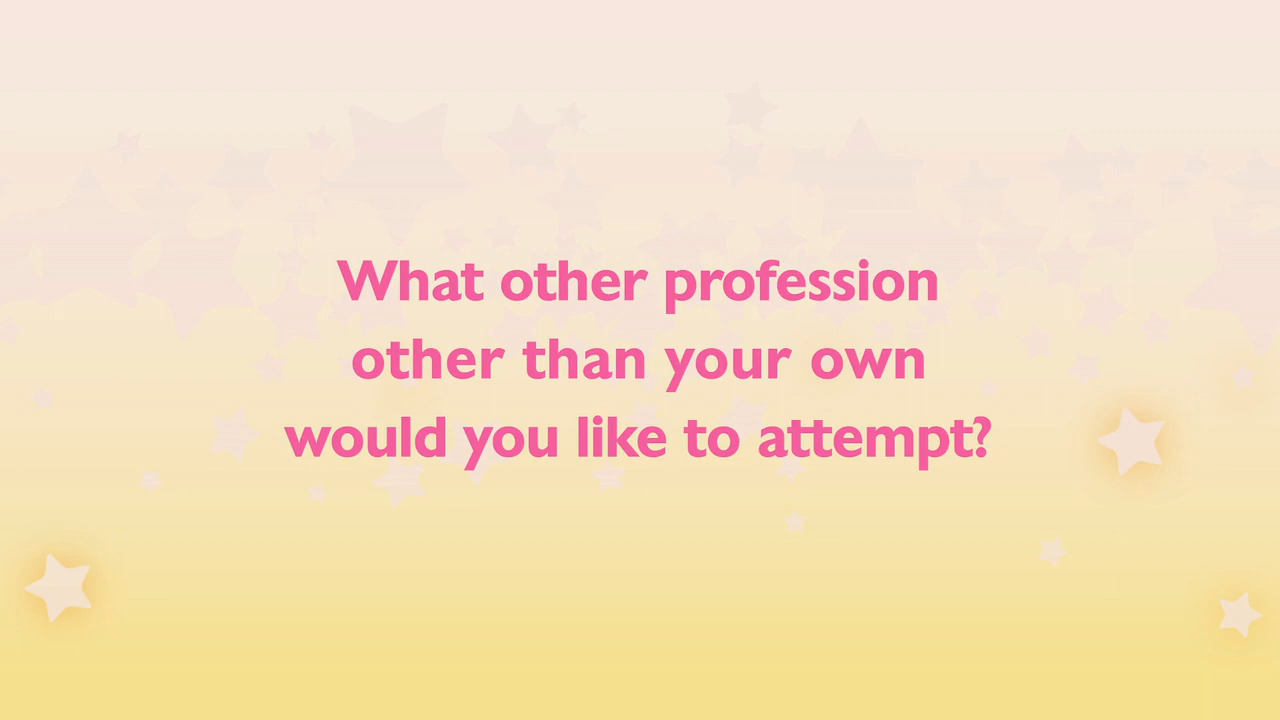 What other profession
other than your own
would you like to attempt?